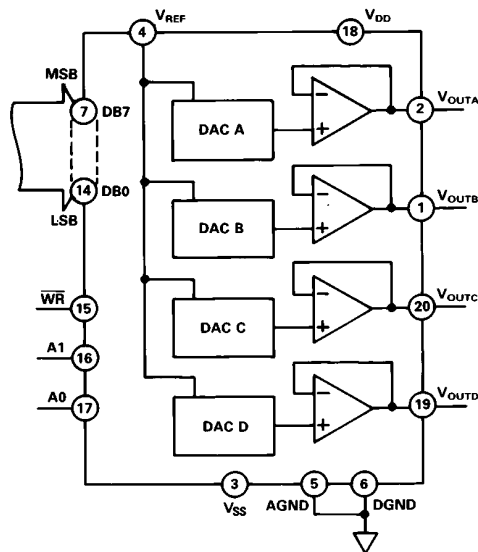 VREF
VDD
4
18
MSB
7
DB7
DAC A
−
+
2
VOUTA
14
DB0
LSB
DAC B
−
+
1
VOUTB
WR
15
DAC C
−
+
20
VOUTC
A1
16
A0
17
DAC D
−
+
19
VOUTD
3
5
6
VSS
AGND
DGND